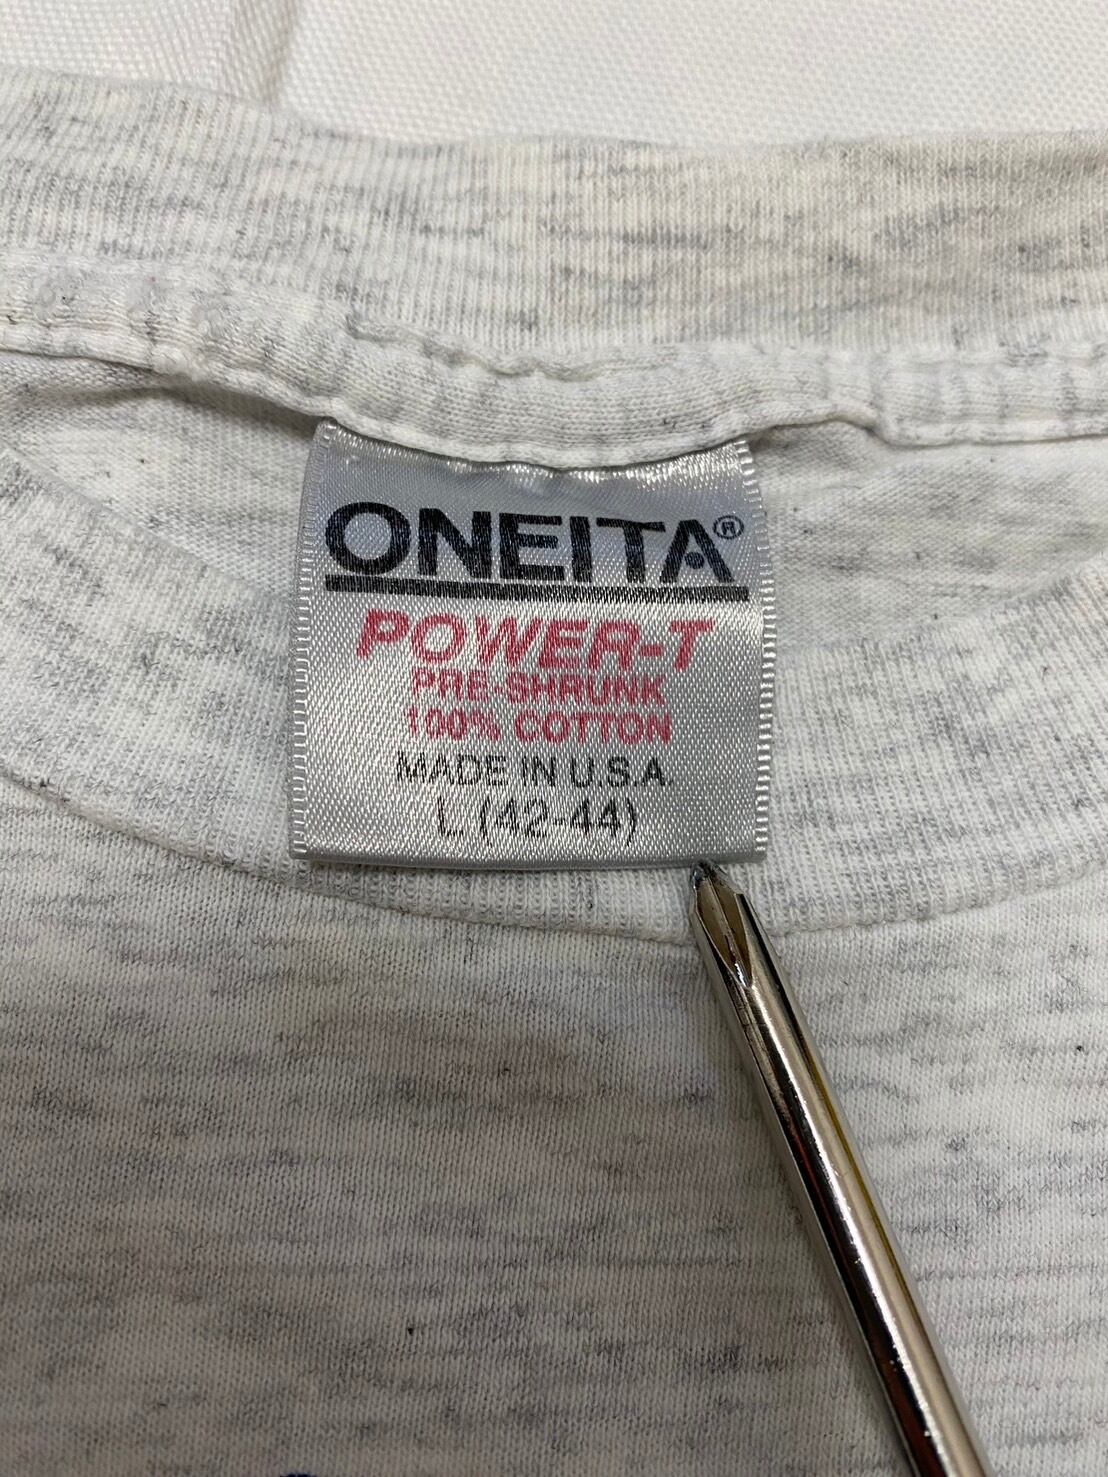 ONEITA®
POWER-T
PRE-SHRUNK
100% COTTON
MADE IN U.S.A.
L (42-44)